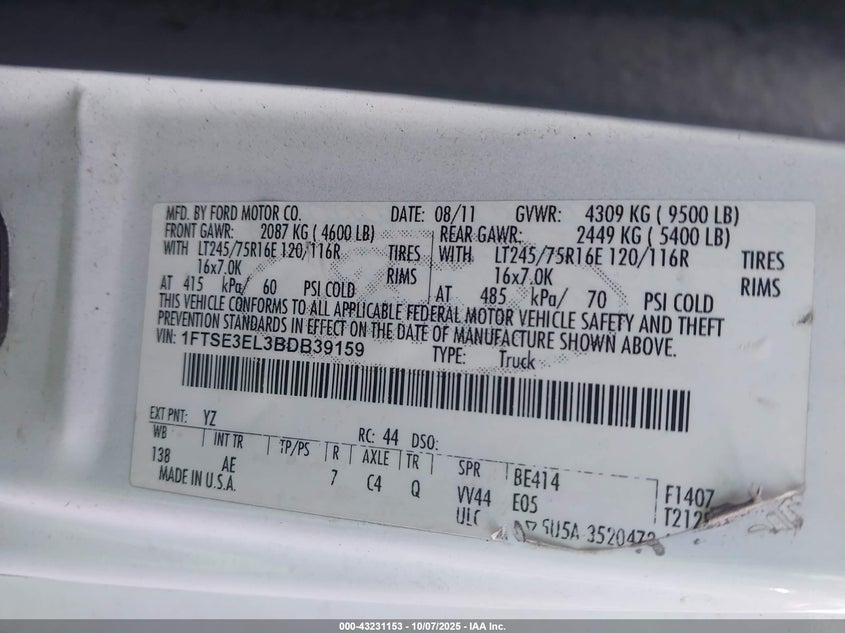 MFD. BY FORD MOTOR CO. DATE: 08/11 GVWR: 4309 KG ( 9500 LB)
FRONT GAWR: 2087 KG ( 4600 LB) REAR GAWR: 2449 KG ( 5400 LB)
WITH LT245/75R16E 120/116R TIRES WITH LT245/75R16E 120/116R TIRES
16x7.0K RIMS 16x7.0K RIMS
AT 415 kPa/ 60 PSI COLD AT 485 kPa/ 70 PSI COLD
THIS VEHICLE CONFORMS TO ALL APPLICABLE FEDERAL MOTOR VEHICLE SAFETY AND THEFT
PREVENTION STANDARDS IN EFFECT ON THE DATE OF MANUFACTURE SHOWN ABOVE.
VIN: 1FTSE3EL3BDB39159 TYPE: Truck
EXT PNT: YZ RC: 44 DSO:
WB INT TR TP/PS R AXLE TR SPR BE414 F1407
138 AE 7 C4 Q VV44 E05
MADE IN U.S.A.
000-43231153 - 10/07/2025 - IAA Inc.